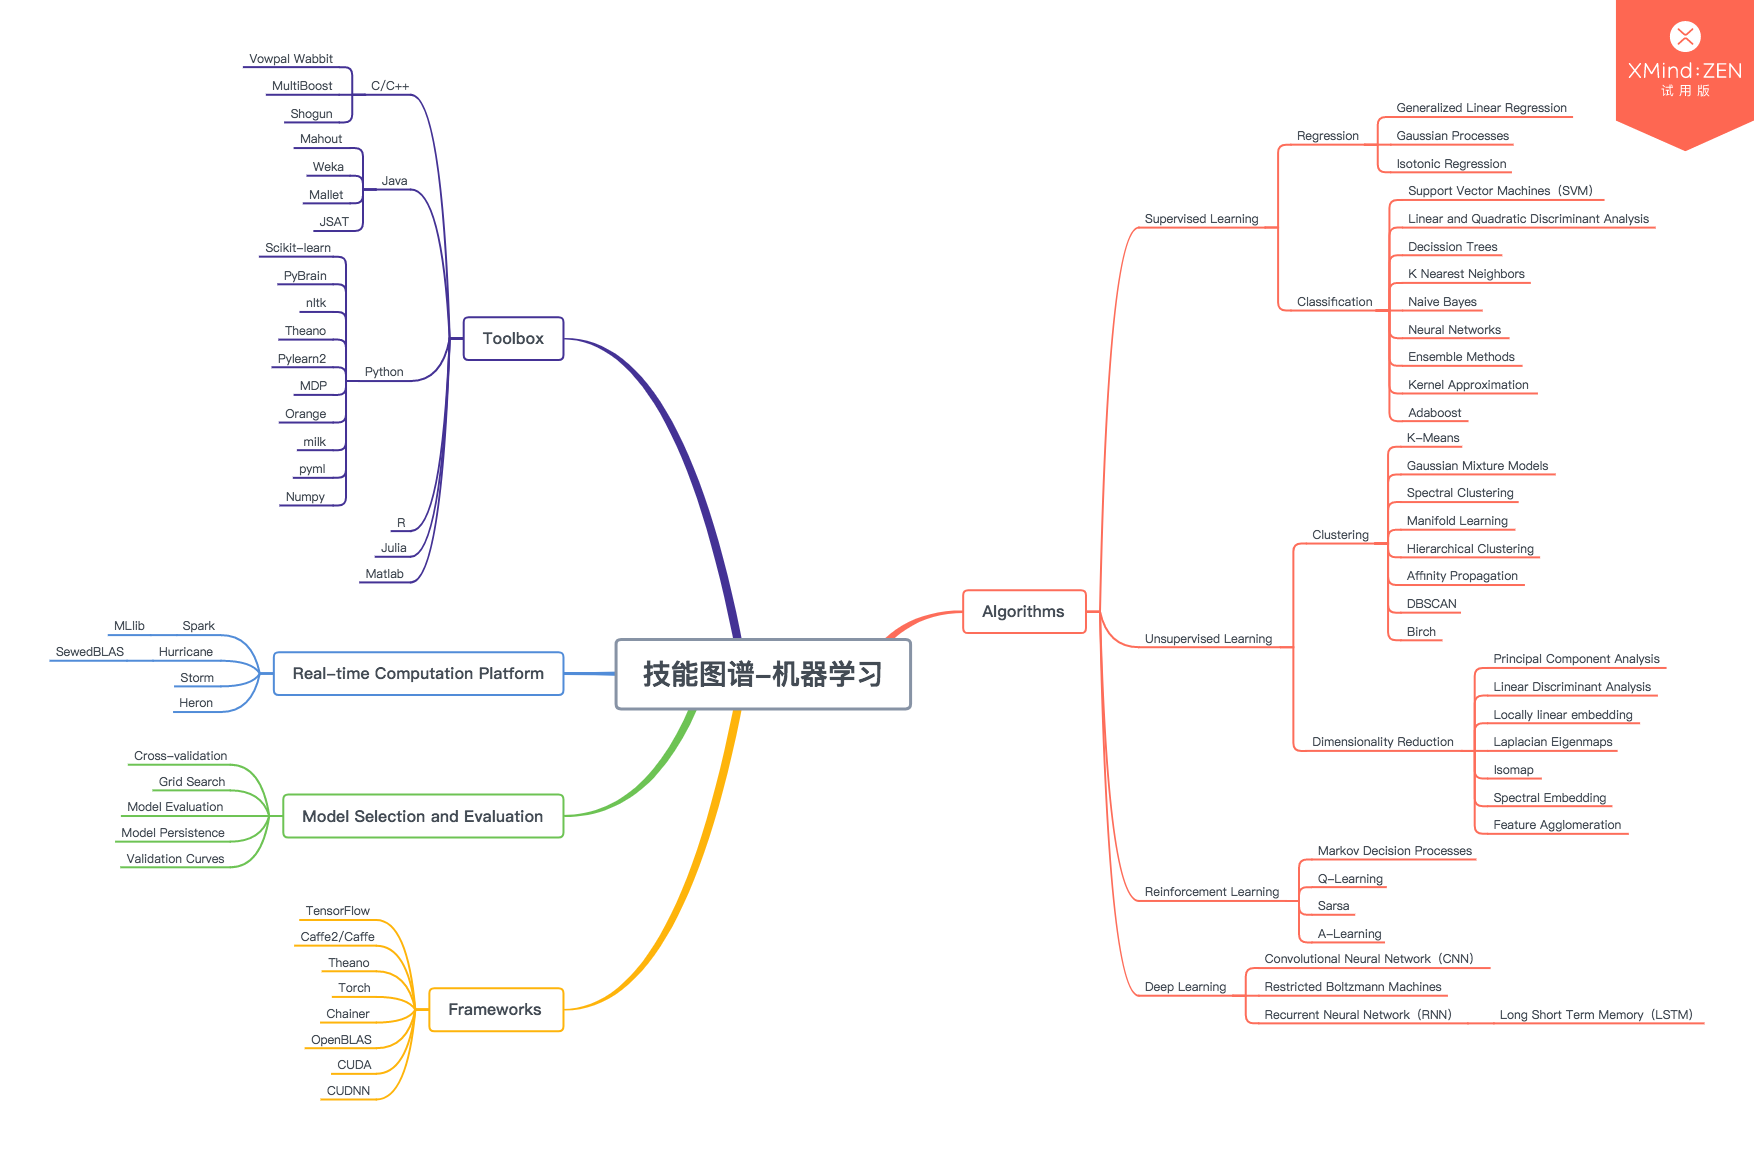 XMind:ZEN
试用版
技能图谱-机器学习
Toolbox
C/C++
Vowpal Wabbit
MultiBoost
Shogun
Java
Mahout
Weka
Mallet
JSAT
Python
Scikit-learn
PyBrain
nltk
Theano
Pylearn2
MDP
Orange
milk
pyml
Numpy
R
Julia
Matlab
Real-time Computation Platform
Spark
MLlib
Hurricane
SewedBLAS
Storm
Heron
Model Selection and Evaluation
Cross-validation
Grid Search
Model Evaluation
Model Persistence
Validation Curves
Frameworks
TensorFlow
Caffe2/Caffe
Theano
Torch
Chainer
OpenBLAS
CUDA
CUDNN
Algorithms
Supervised Learning
Regression
Generalized Linear Regression
Gaussian Processes
Isotonic Regression
Classification
Support Vector Machines（SVM）
Linear and Quadratic Discriminant Analysis
Decission Trees
K Nearest Neighbors
Naive Bayes
Neural Networks
Ensemble Methods
Kernel Approximation
Adaboost
Unsupervised Learning
Clustering
K-Means
Gaussian Mixture Models
Spectral Clustering
Manifold Learning
Hierarchical Clustering
Affinity Propagation
DBSCAN
Birch
Dimensionality Reduction
Principal Component Analysis
Linear Discriminant Analysis
Locally linear embedding
Laplacian Eigenmaps
Isomap
Spectral Embedding
Feature Agglomeration
Reinforcement Learning
Markov Decision Processes
Q-Learning
Sarsa
A-Learning
Deep Learning
Convolutional Neural Network（CNN）
Restricted Boltzmann Machines
Recurrent Neural Network（RNN）
Long Short Term Memory（LSTM）